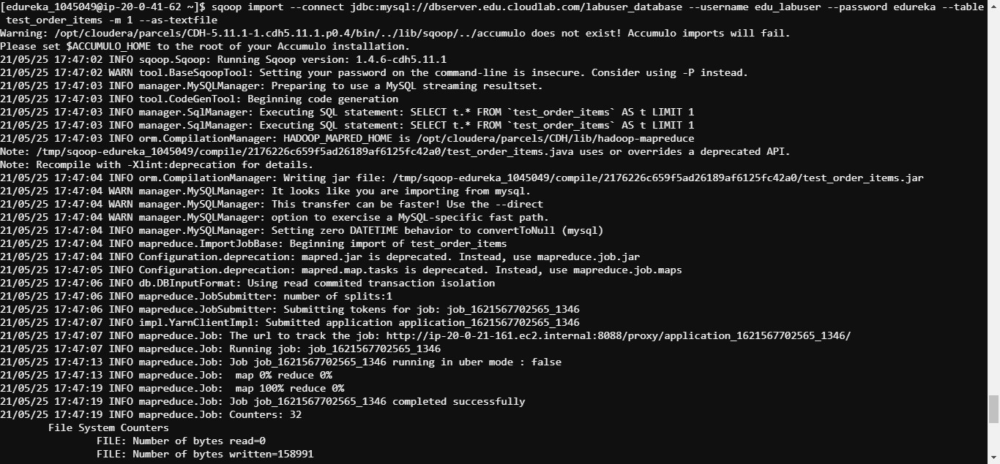 [edureka_1045049@ip-20-0-41-62 ~]$ sqoop import --connect jdbc:mysql://dbserver.edu.cloudlab.com/labuser_database --username edu_labuser --password edureka --table
 test_order_items -m 1 --as-textfile
Warning: /opt/cloudera/parcels/CDH-5.11.1-1.cdh5.11.1.p0.4/bin/../lib/sqoop/../accumulo does not exist! Accumulo imports will fail.
Please set $ACCUMULO_HOME to the root of your Accumulo installation.
21/05/25 17:47:02 INFO sqoop.Sqoop: Running Sqoop version: 1.4.6-cdh5.11.1
21/05/25 17:47:02 WARN tool.BaseSqoopTool: Setting your password on the command-line is insecure. Consider using -P instead.
21/05/25 17:47:03 INFO manager.MySQLManager: Preparing to use a MySQL streaming resultset.
21/05/25 17:47:03 INFO tool.CodeGenTool: Beginning code generation
21/05/25 17:47:03 INFO manager.SqlManager: Executing SQL statement: SELECT t.* FROM `test_order_items` AS t LIMIT 1
21/05/25 17:47:03 INFO manager.SqlManager: Executing SQL statement: SELECT t.* FROM `test_order_items` AS t LIMIT 1
21/05/25 17:47:03 INFO orm.CompilationManager: HADOOP_MAPRED_HOME is /opt/cloudera/parcels/CDH/lib/hadoop-mapreduce
Note: /tmp/sqoop-edureka_1045049/compile/2176226c659f5ad26189af6125fc42a0/test_order_items.java uses or overrides a deprecated API.
Note: Recompile with -Xlint:deprecation for details.
21/05/25 17:47:04 INFO orm.CompilationManager: Writing jar file: /tmp/sqoop-edureka_1045049/compile/2176226c659f5ad26189af6125fc42a0/test_order_items.jar
21/05/25 17:47:04 WARN manager.MySQLManager: It looks like you are importing from mysql.
21/05/25 17:47:04 WARN manager.MySQLManager: This transfer can be faster! Use the --direct
21/05/25 17:47:04 WARN manager.MySQLManager: option to exercise a MySQL-specific fast path.
21/05/25 17:47:04 INFO manager.MySQLManager: Setting zero DATETIME behavior to convertToNull (mysql)
21/05/25 17:47:04 INFO mapreduce.ImportJobBase: Beginning import of test_order_items
21/05/25 17:47:04 INFO Configuration.deprecation: mapred.jar is deprecated. Instead, use mapreduce.job.jar
21/05/25 17:47:05 INFO Configuration.deprecation: mapred.map.tasks is deprecated. Instead, use mapreduce.job.maps
21/05/25 17:47:06 INFO db.DBInputFormat: Using read commited transaction isolation
21/05/25 17:47:06 INFO mapreduce.JobSubmitter: number of splits:1
21/05/25 17:47:06 INFO mapreduce.JobSubmitter: Submitting tokens for job: job_1621567702565_1346
21/05/25 17:47:07 INFO impl.YarnClientImpl: Submitted application application_1621567702565_1346
21/05/25 17:47:07 INFO mapreduce.Job: The url to track the job: http://ip-20-0-21-161.ec2.internal:8088/proxy/application_1621567702565_1346/
21/05/25 17:47:07 INFO mapreduce.Job: Running job: job_1621567702565_1346
21/05/25 17:47:13 INFO mapreduce.Job: Job job_1621567702565_1346 running in uber mode : false
21/05/25 17:47:13 INFO mapreduce.Job:  map 0% reduce 0%
21/05/25 17:47:19 INFO mapreduce.Job:  map 100% reduce 0%
21/05/25 17:47:19 INFO mapreduce.Job: Job job_1621567702565_1346 completed successfully
21/05/25 17:47:19 INFO mapreduce.Job: Counters: 32
        File System Counters
                FILE: Number of bytes read=0
                FILE: Number of bytes written=158991